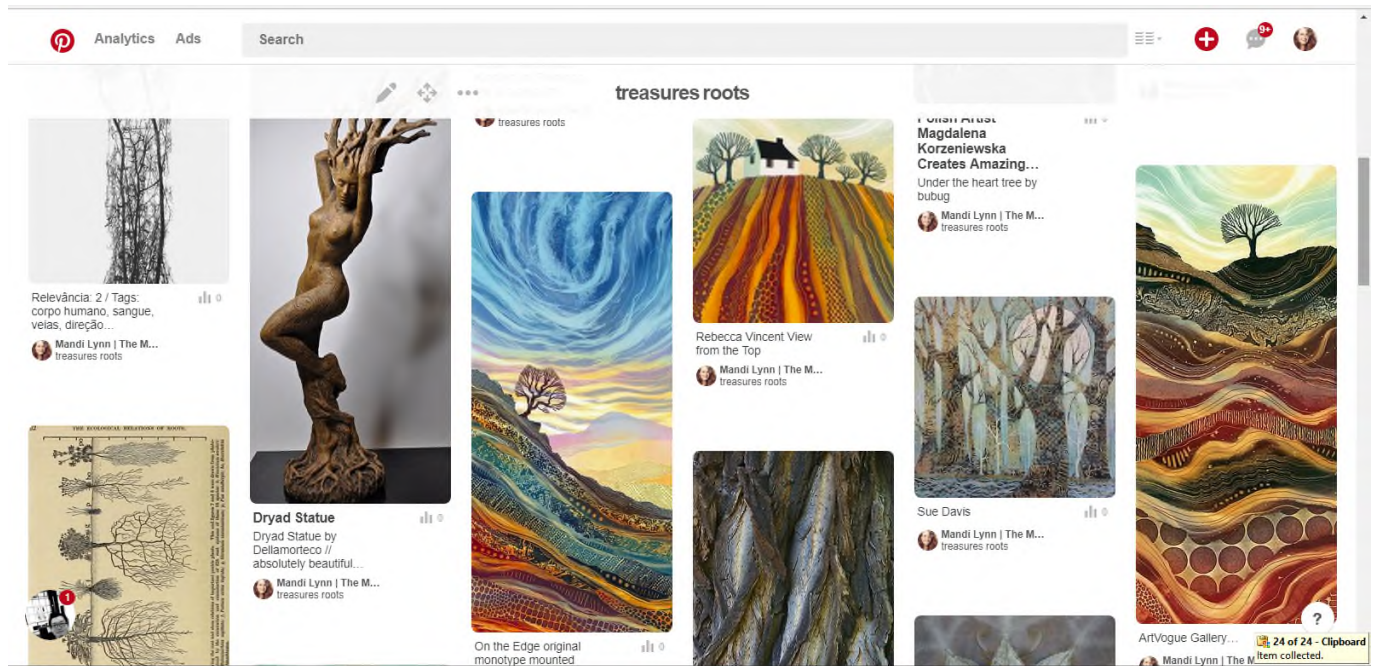 Analytics Ads Search 9+
treasures roots
Relevância: 2 / Tags:
corpo humano, sangue,
veias, direção...
0
Mandi Lynn | The M...
treasures roots
THE ECOLOGICAL RELATIONS OF ROOTS.
1
Dryad Statue
0
Dryad Statue by
Dellamorteco //
absolutely beautiful...
Mandi Lynn | The M...
treasures roots
treasures roots
On the Edge original
monotype mounted
0
Rebecca Vincent View
from the Top
0
Mandi Lynn | The M...
treasures roots
Polish Artist
Magdalena
Korzeniewska
Creates Amazing...
0
Under the heart tree by
bubug
Mandi Lynn | The M...
treasures roots
Sue Davis
0
Mandi Lynn | The M...
treasures roots
ArtVogue Gallery...
Mandi Lynn | The M
?
24 of 24 - Clipboard
Item collected.